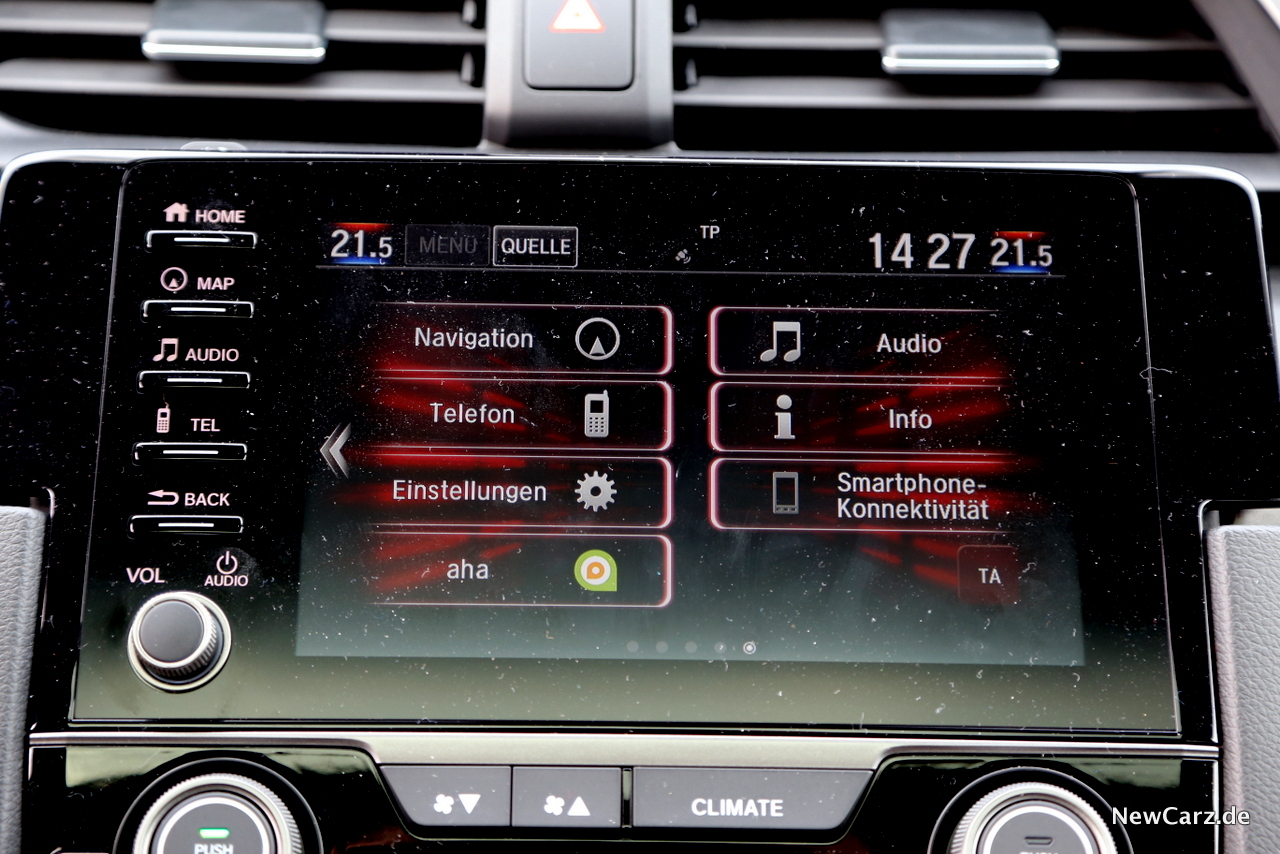 HOME
MAP
AUDIO
TEL
BACK
VOL
AUDIO
21.5 MENÜ QUELLE TP 14 27 21.5
Navigation
Audio
Telefon
Info
Einstellungen
Smartphone-
Konnektivität
aha
TA
CLIMATE
PUSH
NewCarz.de